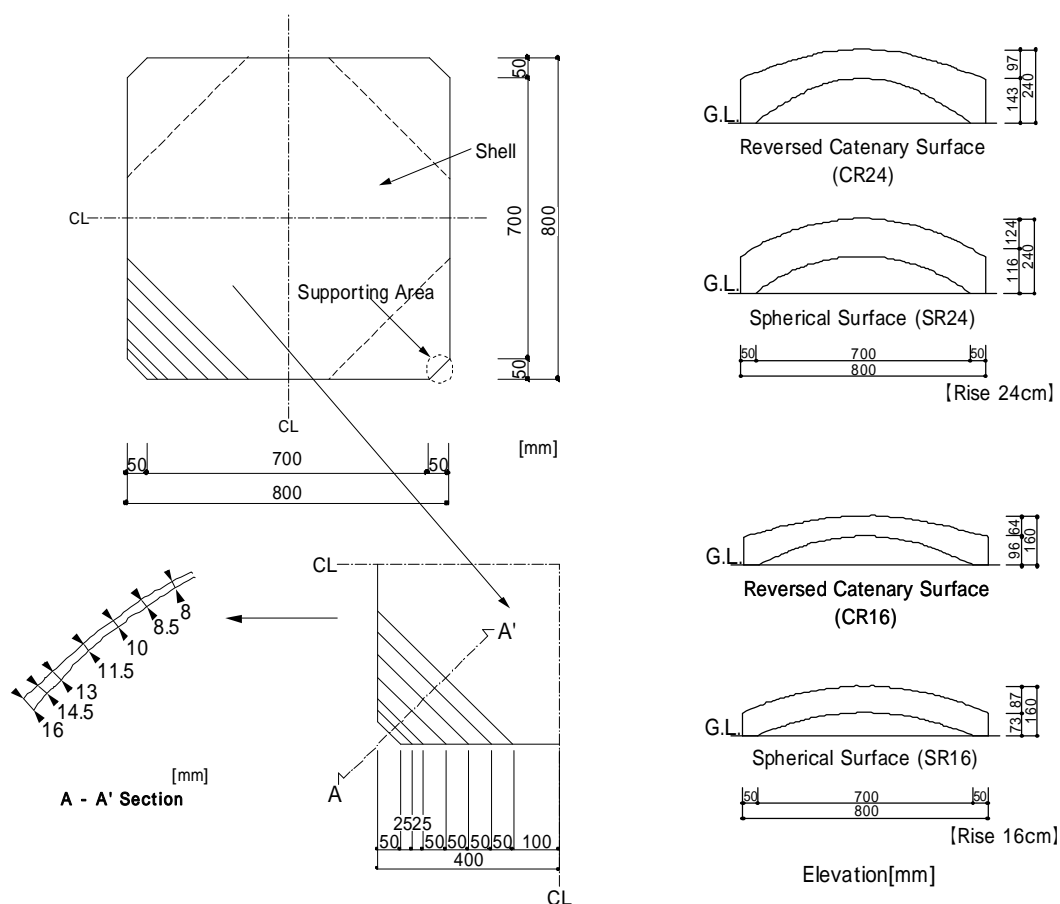 Shell
CL
Supporting Area
CL
50
700
50
800
[mm]
50
700
50
800
97
143
240
G.L.
Reversed Catenary Surface
(CR24)
124
116
240
G.L.
Spherical Surface (SR24)
50
700
50
800
【Rise 24cm】
64
96
160
G.L.
Reversed Catenary Surface
(CR16)
87
73
160
G.L.
Spherical Surface (SR16)
50
700
50
800
【Rise 16cm】
Elevation[mm]
8
8.5
10
11.5
13
14.5
16
[mm]
A - A' Section
CL
A'
A
25 25
50 50 50 50 50 100
400
CL